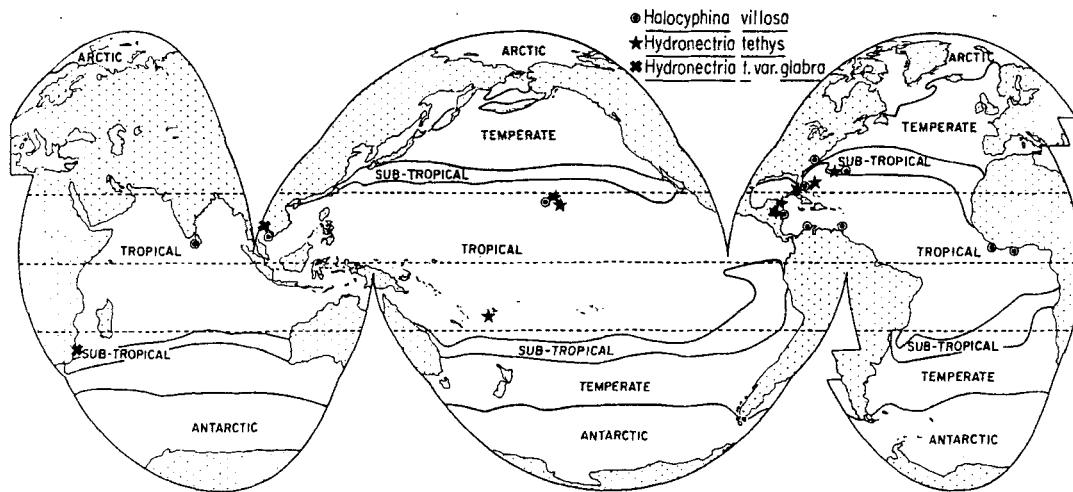 Halocyphina villosa
Hydronectria tethys
Hydronectria t. var. glabra
ARCTIC
ARCTIC
ARCTIC
TEMPERATE
TEMPERATE
SUB-TROPICAL
SUB-TROPICAL
TROPICAL
TROPICAL
TROPICAL
SUB-TROPICAL
SUB-TROPICAL
SUB-TROPICAL
TEMPERATE
TEMPERATE
ANTARCTIC
ANTARCTIC
ANTARCTIC